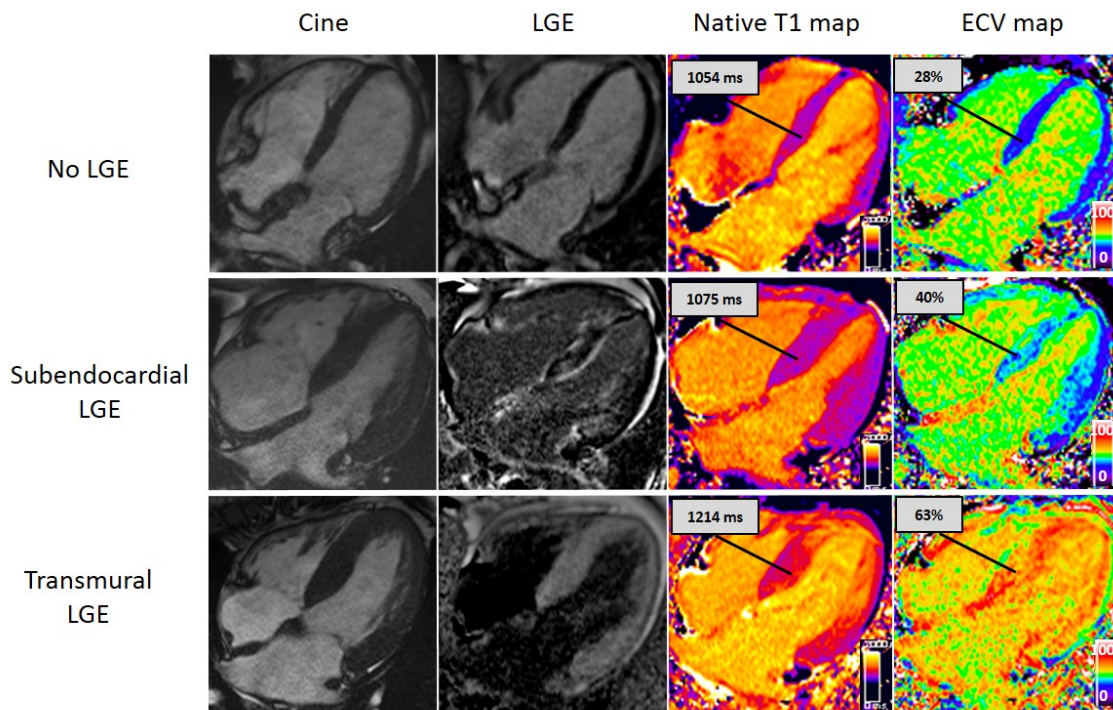 Cine LGE Native T1 map ECV map
No LGE
1054 ms
28%
100
0
Subendocardial
LGE
1075 ms
40%
100
0
Transmural
LGE
1214 ms
63%
100
0